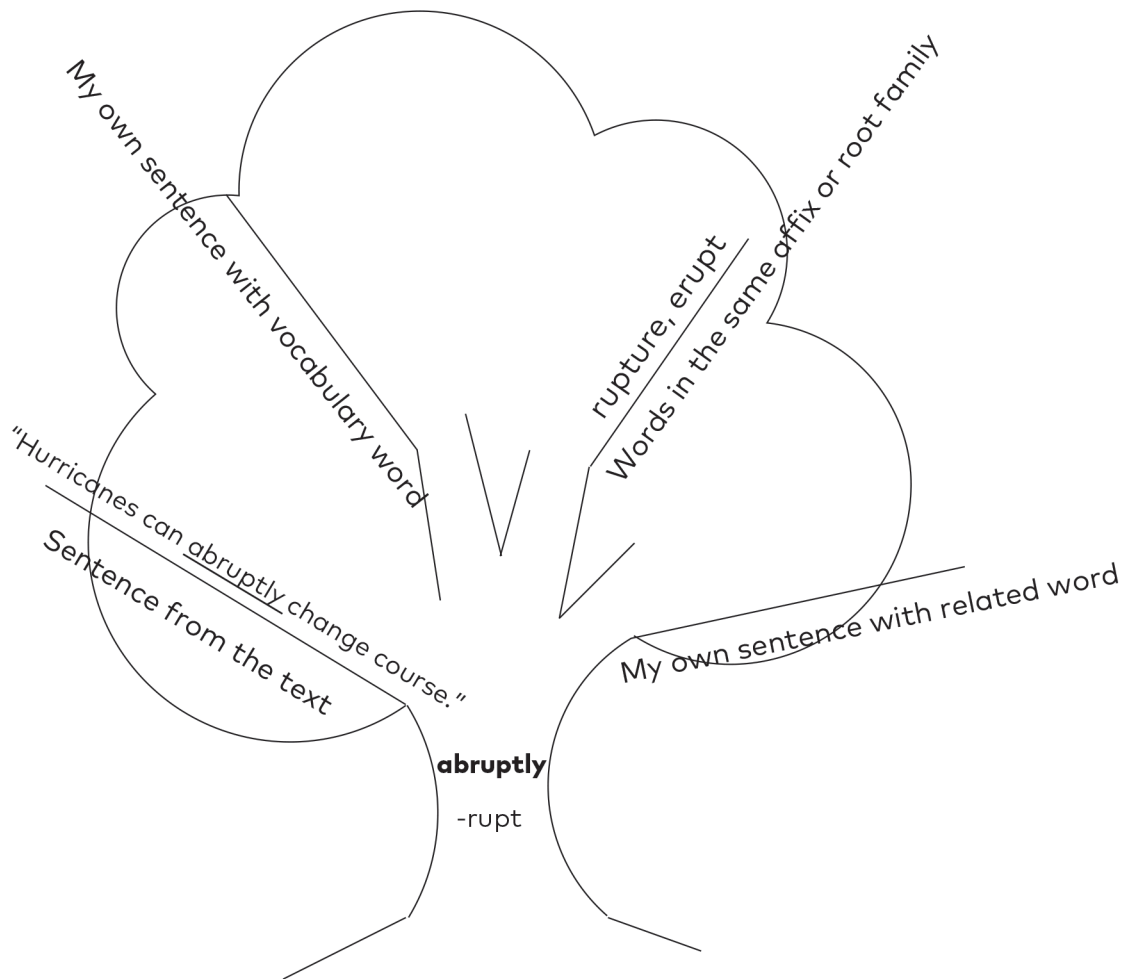 My own sentence with vocabulary word
rupture, erupt
Words in the same affix or root family
"Hurricanes can abruptly change course."
Sentence from the text
My own sentence with related word
abruptly
-rupt